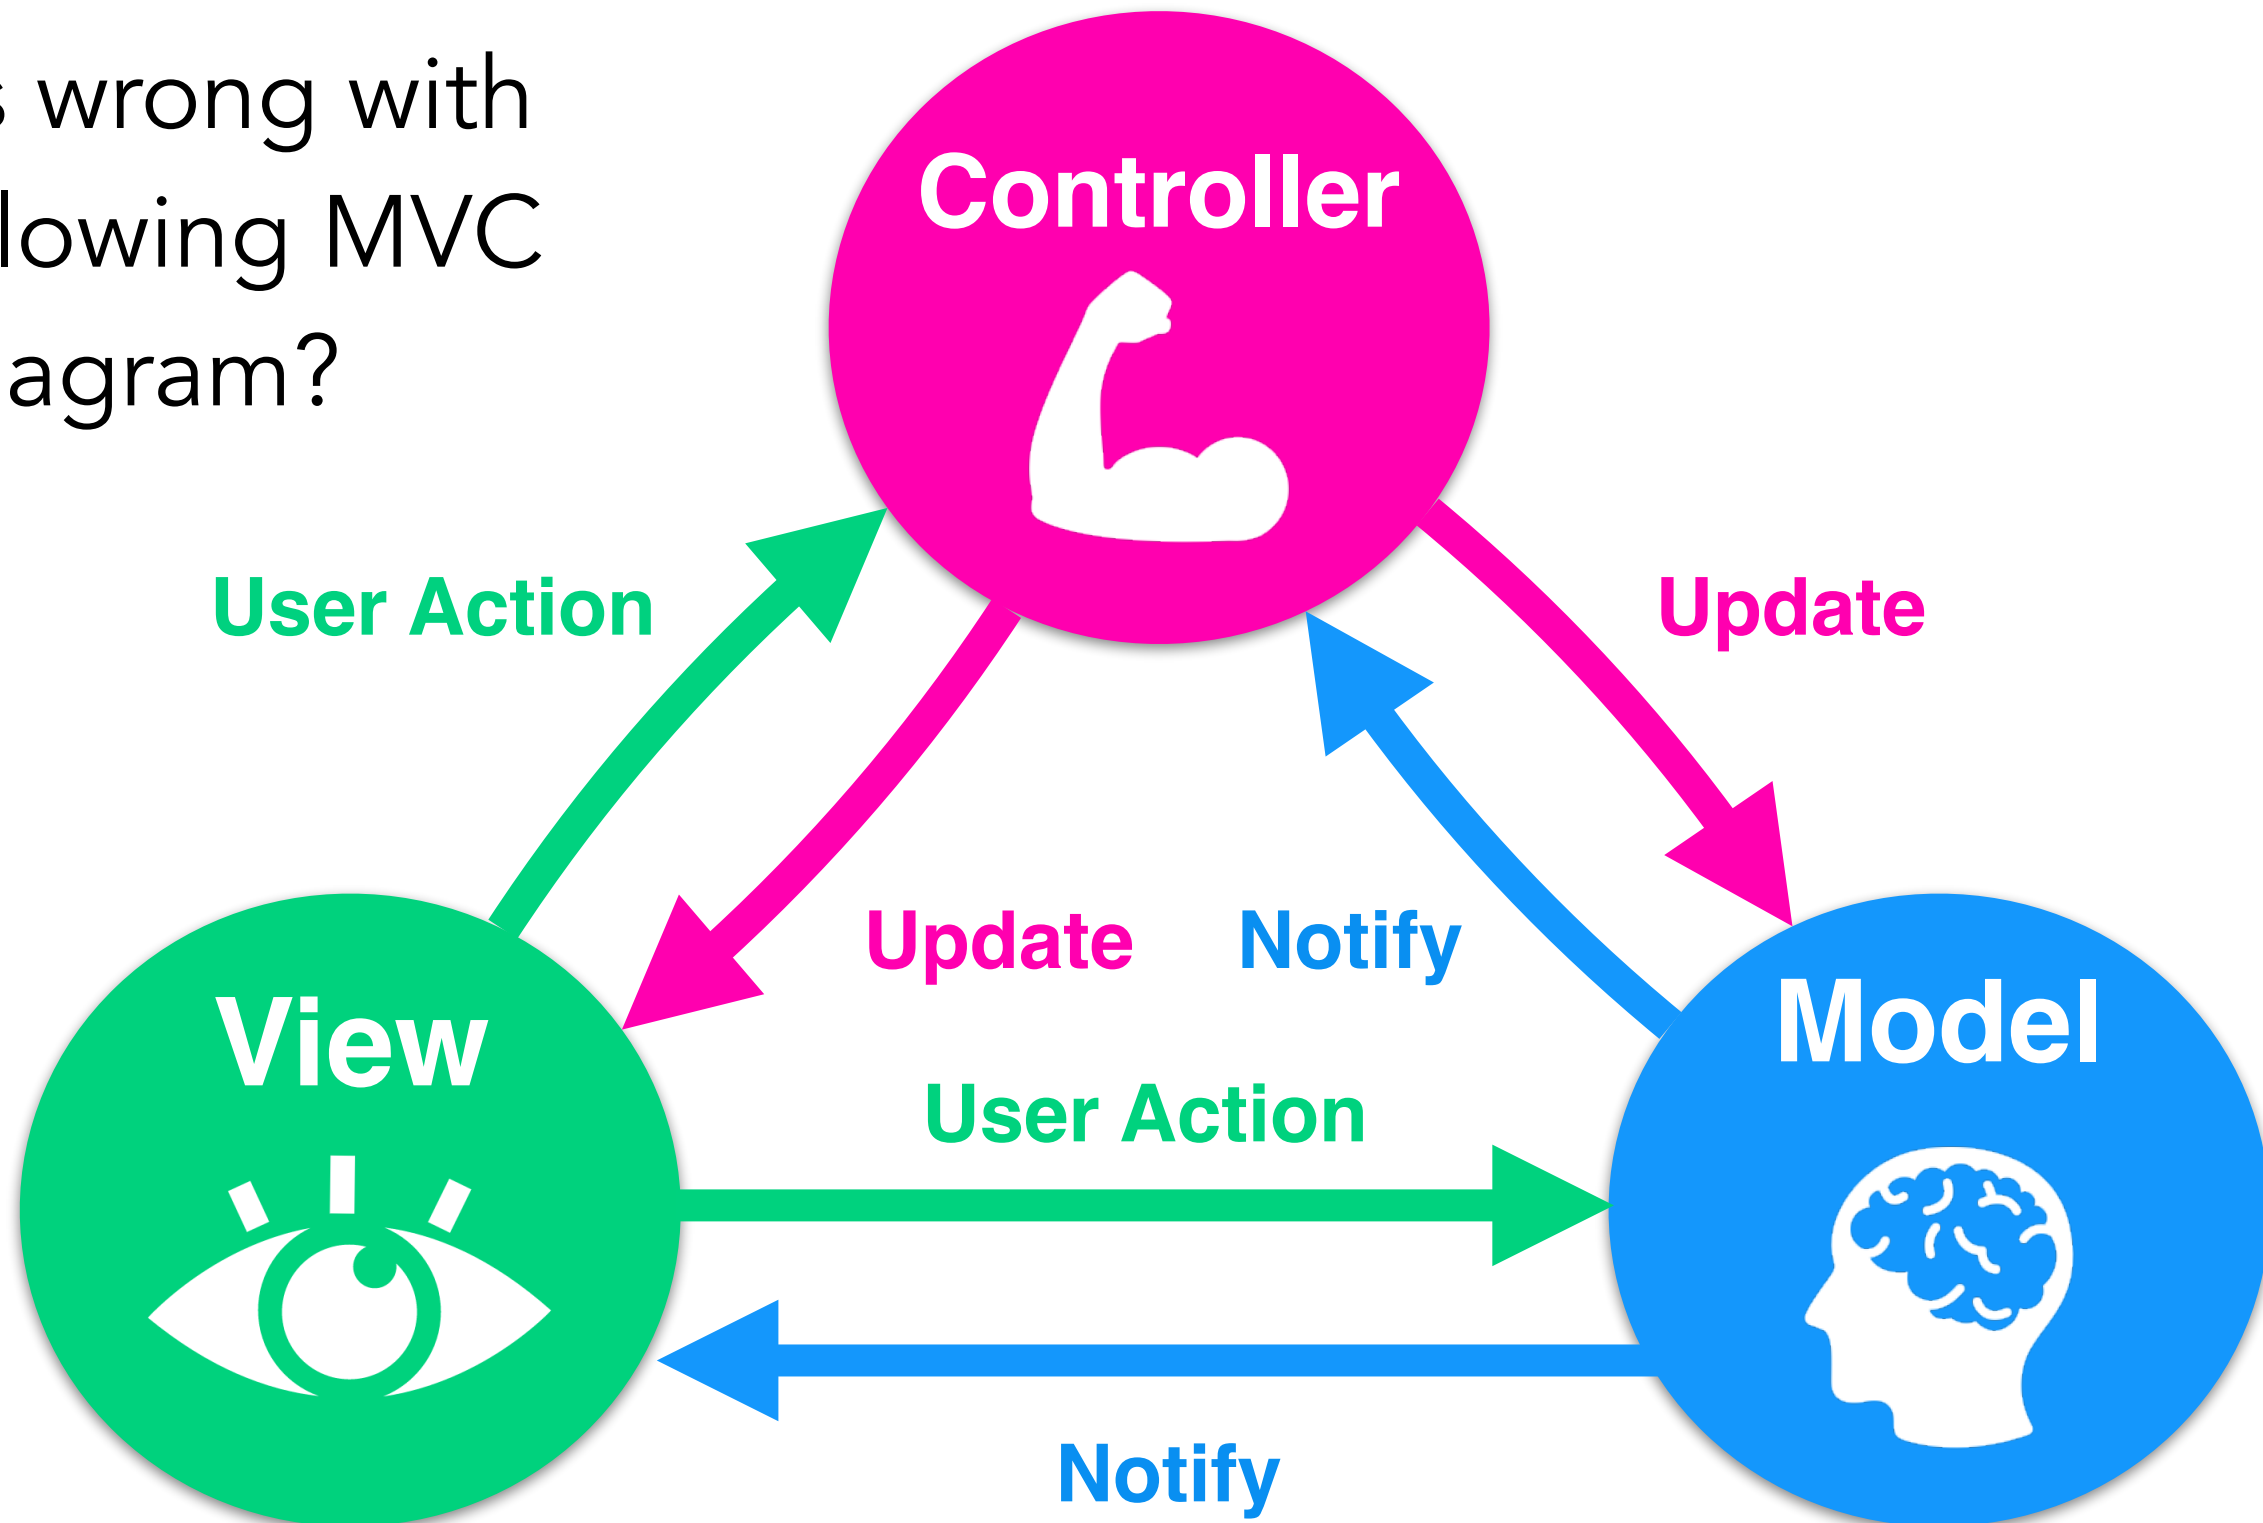 s wrong with
lowing MVC
agram?
Controller
User Action
Update
Update
Notify
View
Model
User Action
Notify